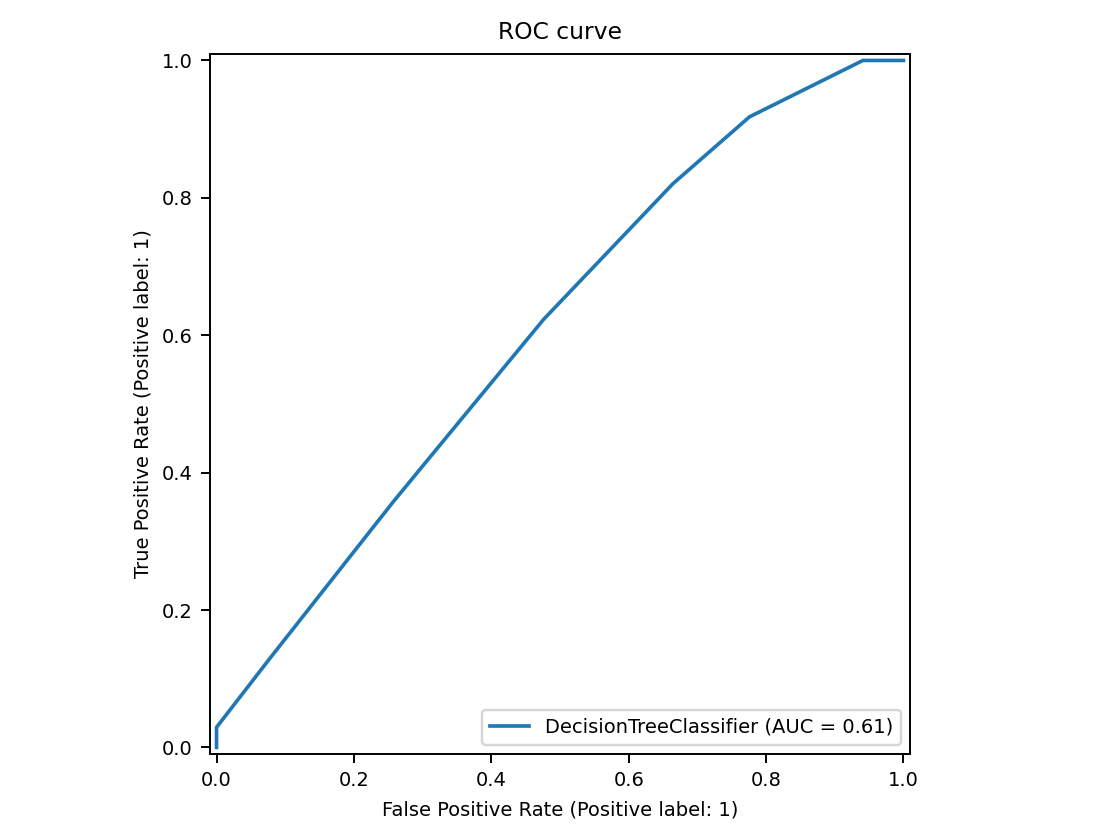 ROC curve
True Positive Rate (Positive label: 1)
1.0
0.8
0.6
0.4
0.2
0.0
DecisionTreeClassifier (AUC = 0.61)
0.0 0.2 0.4 0.6 0.8 1.0
False Positive Rate (Positive label: 1)